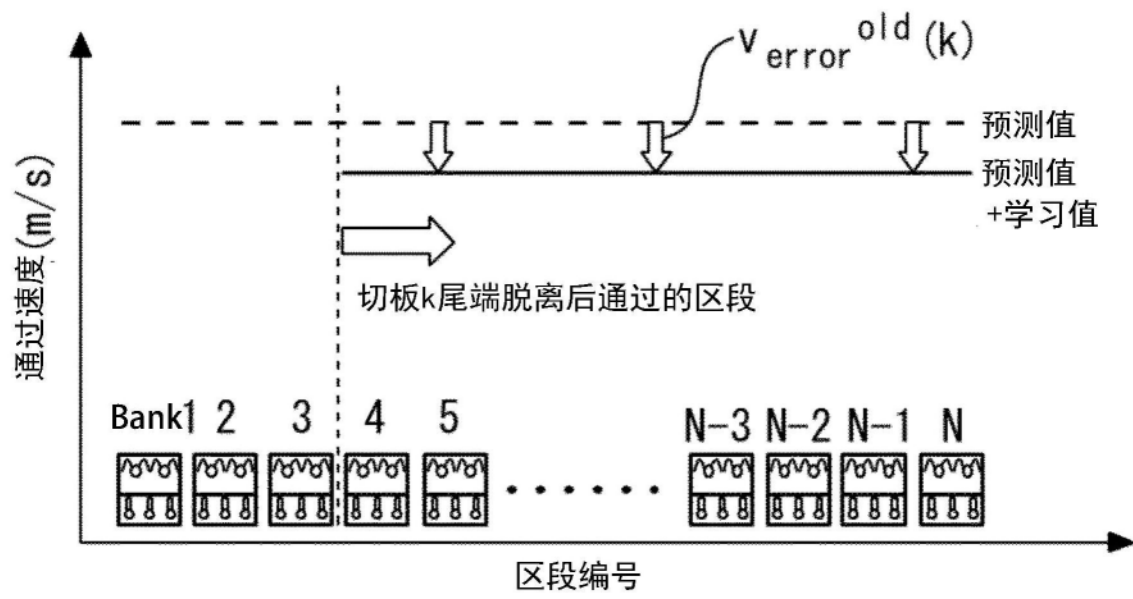 v error old (k)
预测值
预测值
+学习值
通过速度(m/s)
切板k尾端脱离后通过的区段
Bank1 2 3 4 5 N-3 N-2 N-1 N
区段编号